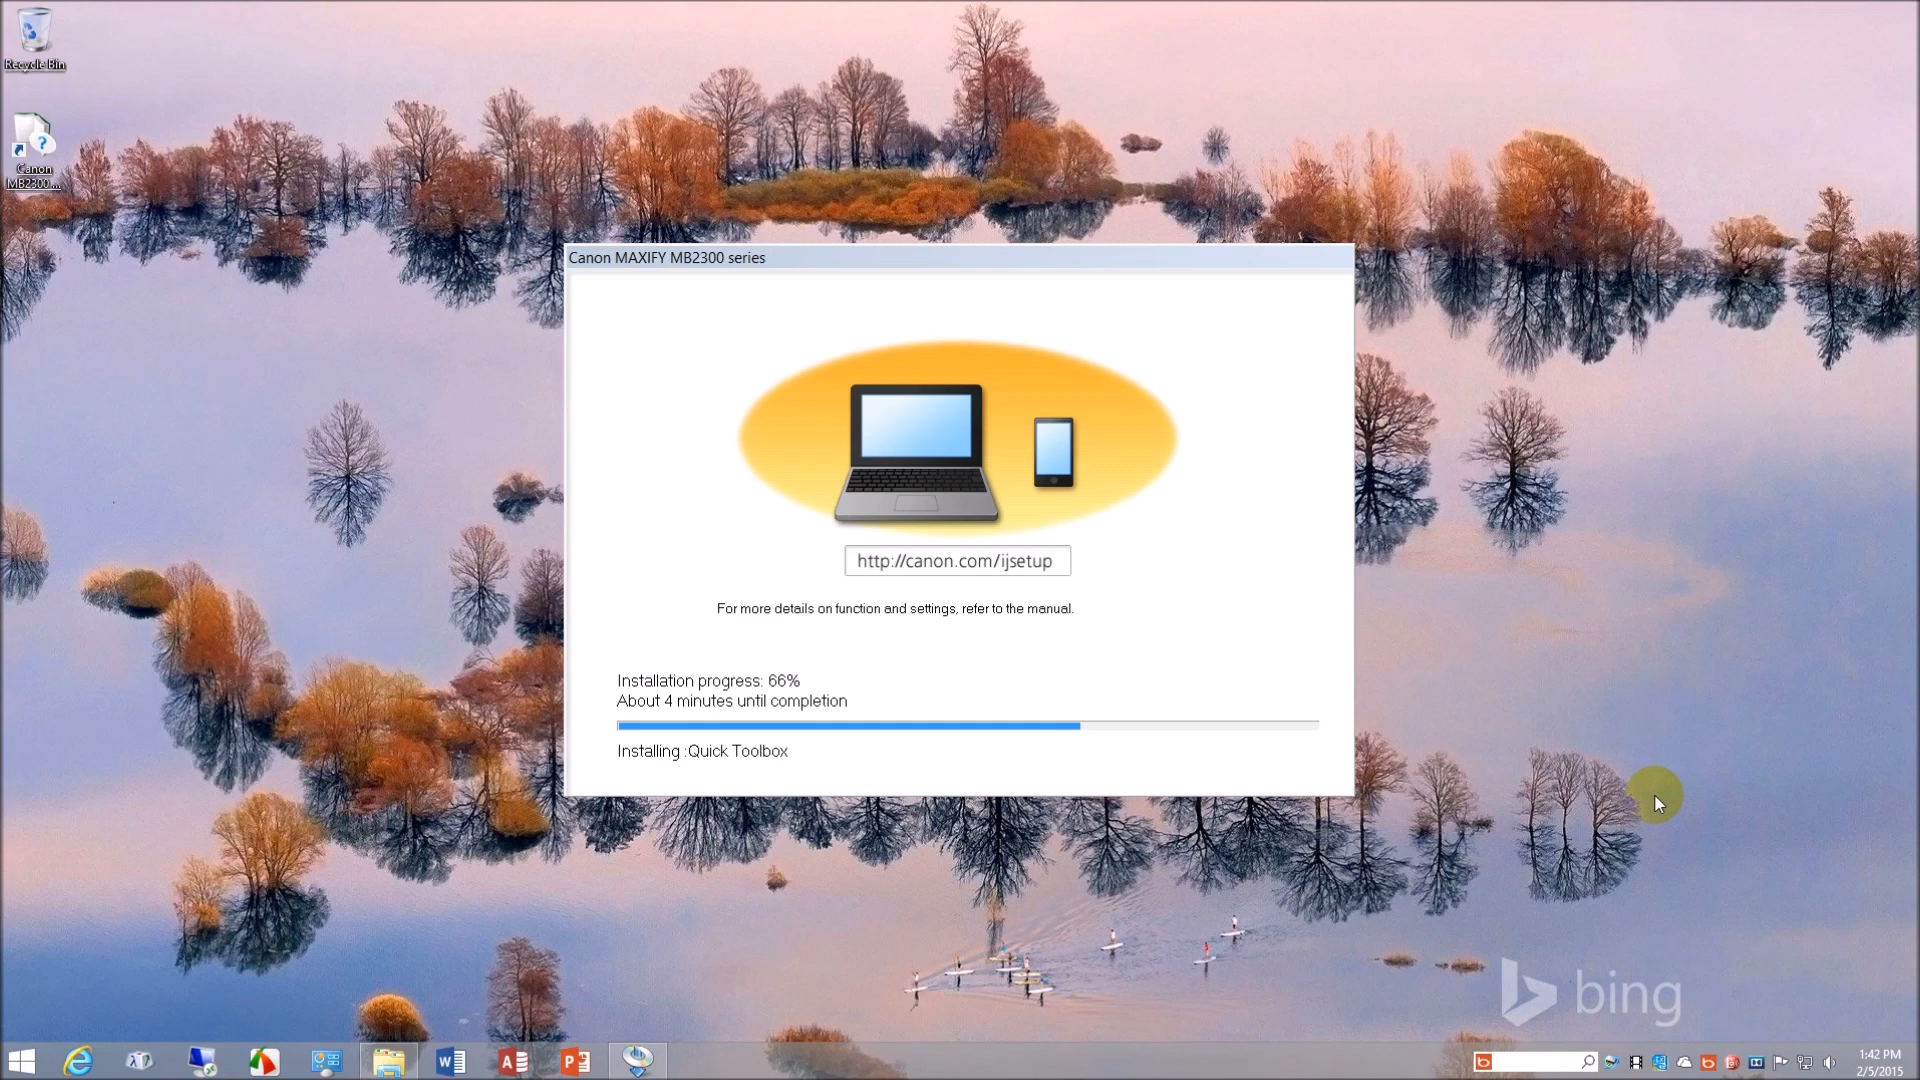 Recycle Bin
Canon
MB2300 ...
Canon MAXIFY MB2300 series
http://canon.com/ijsetup
For more details on function and settings, refer to the manual.
Installation progress: 66%
About 4 minutes until completion
Installing :Quick Toolbox
bing
1:42 PM
2/5/2015